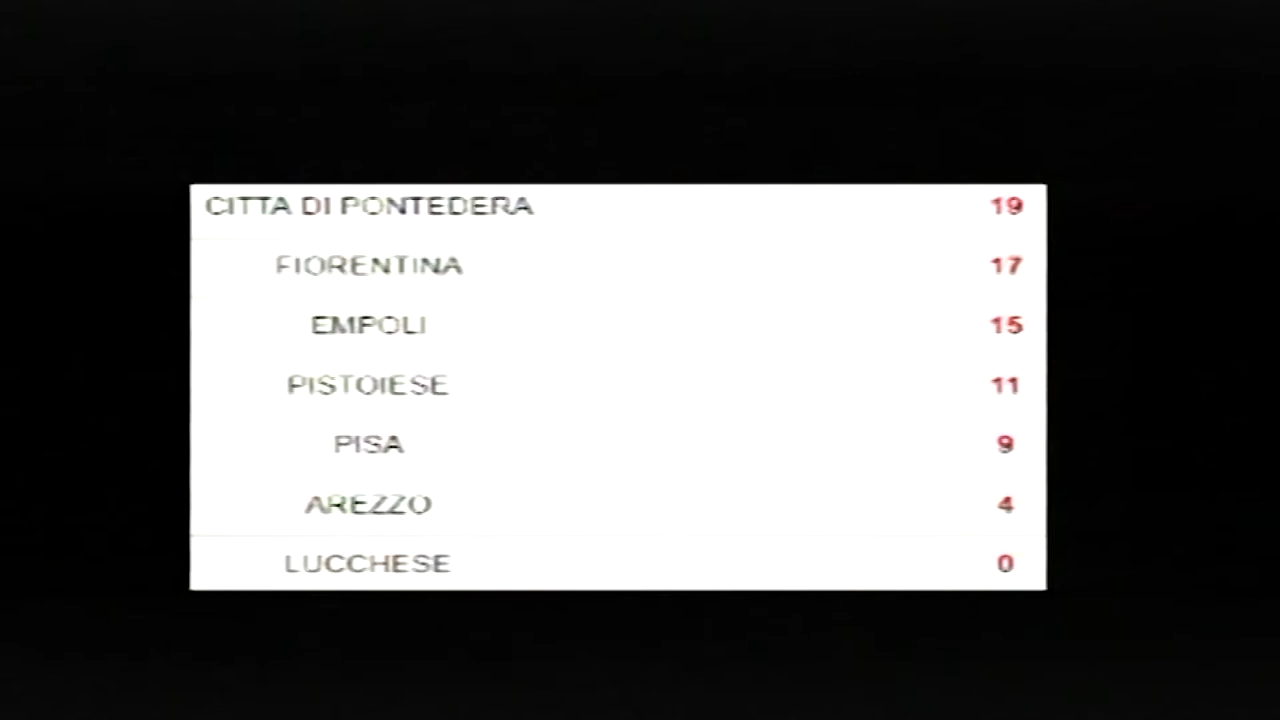 CITTA DI PONTEDERA 19
FIORENTINA 17
EMPOLI 15
PISTOIESE 11
PISA 9
AREZZO 4
LUCCHESE 0